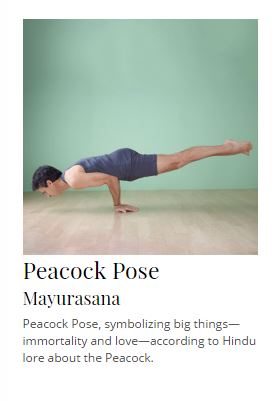 Peacock Pose
Mayurasana
Peacock Pose, symbolizing big things—
immortality and love—according to Hindu
lore about the Peacock.